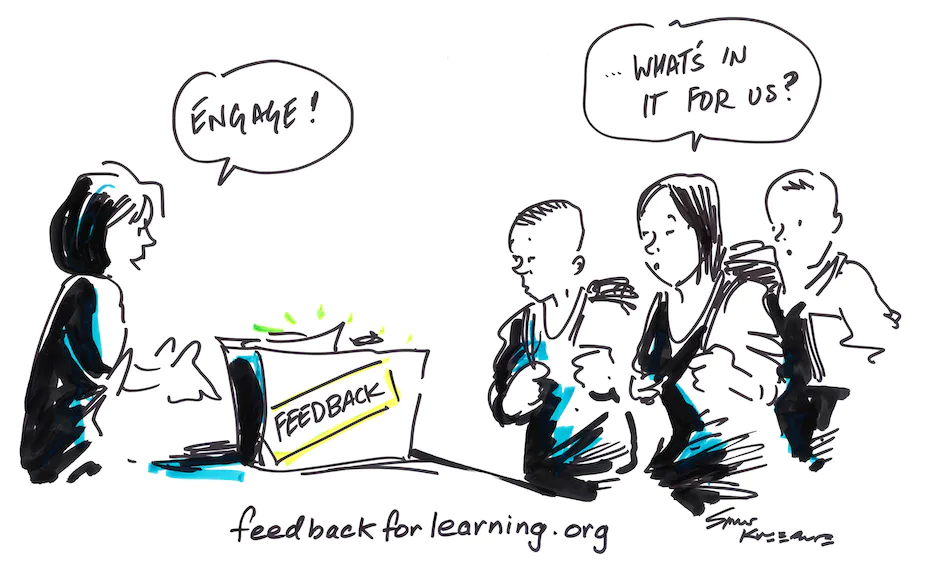 ENGAGE!
...WHAT'S IN
IT FOR US?
FEEDBACK
feedbackforlearning.org